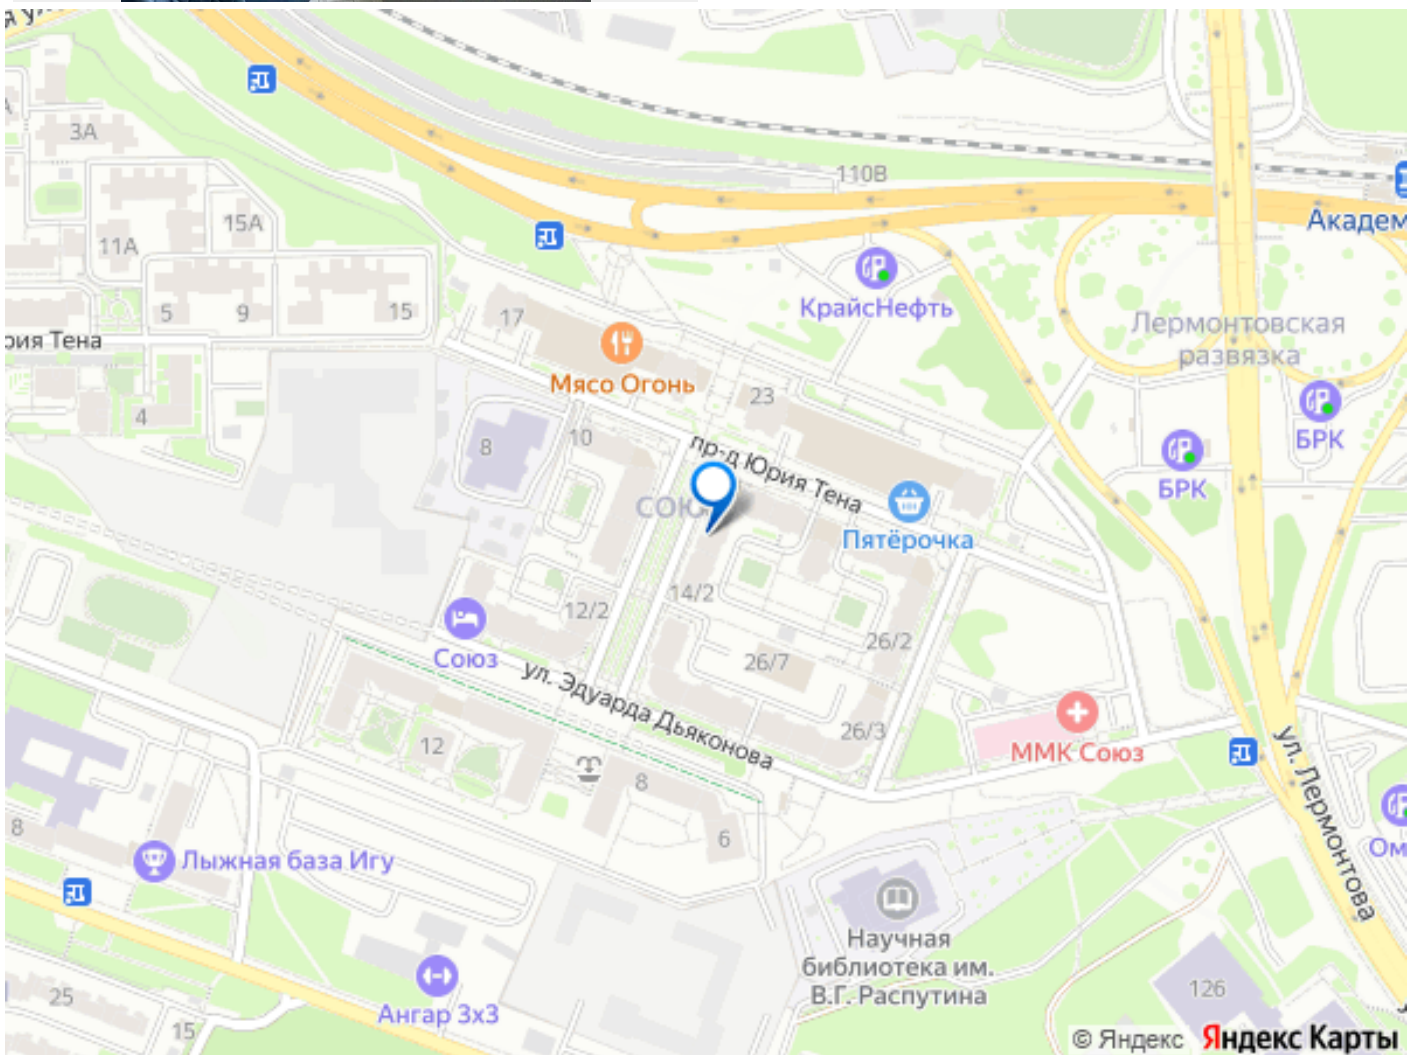 3А
110В
Академ
15А
11А
КрайсНефть
5
9
15
17
Лермонтовская
развязка
рия Тена
Мясо Огонь
23
4
10
8
пр-д Юрия Тена
БРК
БРК
СОЮ
Пятёрочка
14/2
12/2
26/2
Союз
26/7
ул. Эдуарда Дьяконова
26/3
ММК Союз
12
ул. Лермонтова
8
6
8
Лыжная база Игу
Ом
Научная
библиотека им.
В.Г. Распутина
25
Ангар 3х3
126
15
© Яндекс Яндекс Карты